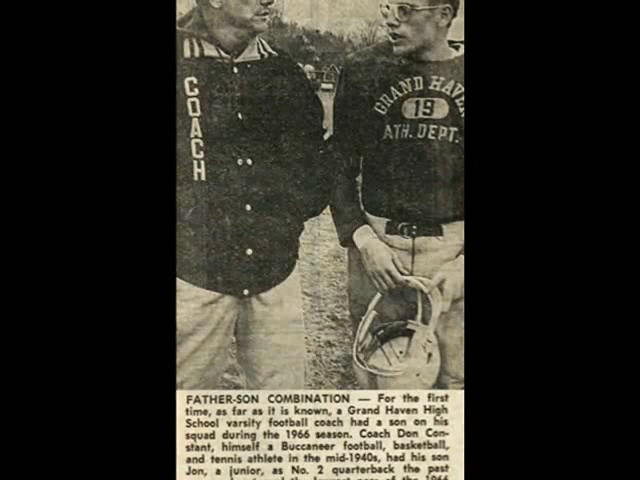 COACH
GRAND HAVE
19
ATH. DEPT.
FATHER-SON COMBINATION — For the first
time, as far as it is known, a Grand Haven High
School varsity football coach had a son on his
squad during the 1966 season. Coach Don Con-
stant, himself a Buccaneer football, basketball,
and tennis athlete in the mid-1940s, had his son
Jon, a junior, as No. 2 quarterback the past